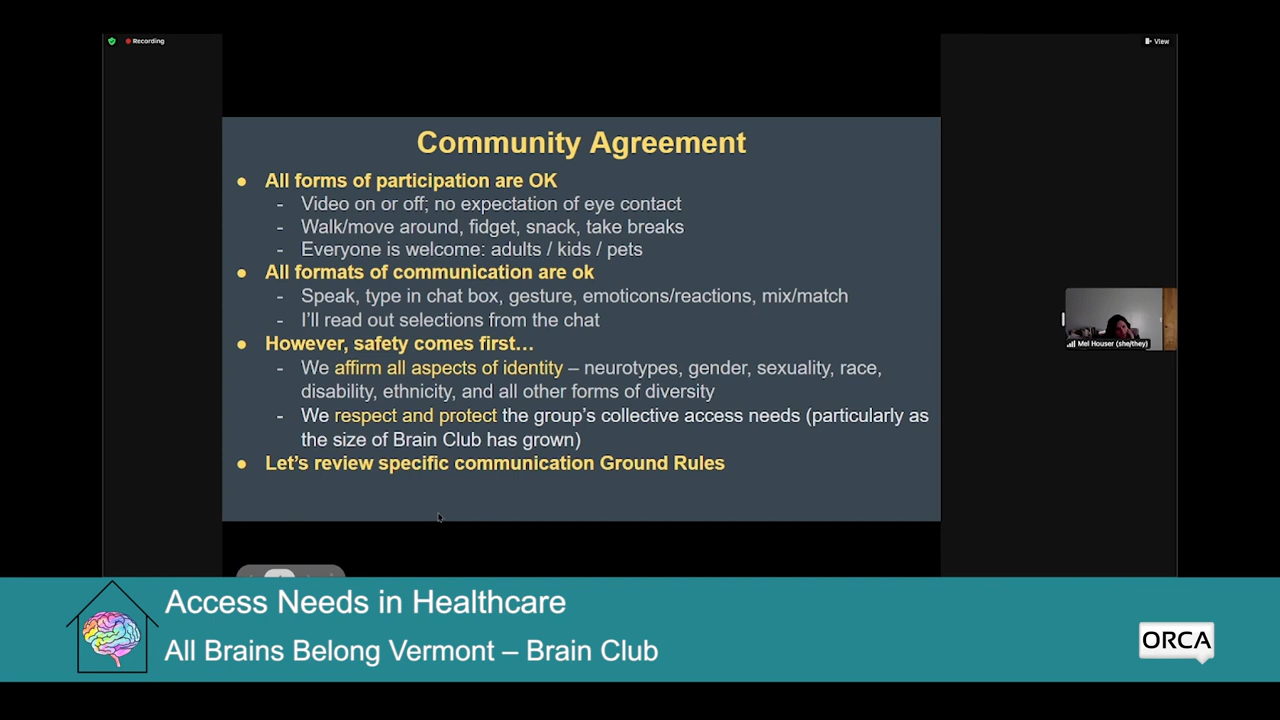 Recording
View
Community Agreement
● All forms of participation are OK
- Video on or off; no expectation of eye contact
- Walk/move around, fidget, snack, take breaks
- Everyone is welcome: adults / kids / pets
● All formats of communication are ok
- Speak, type in chat box, gesture, emoticons/reactions, mix/match
- I'll read out selections from the chat
● However, safety comes first…
- We affirm all aspects of identity – neurotypes, gender, sexuality, race,
disability, ethnicity, and all other forms of diversity
- We respect and protect the group's collective access needs (particularly as
the size of Brain Club has grown)
● Let's review specific communication Ground Rules
Mel Houser (she/they)
Access Needs in Healthcare
All Brains Belong Vermont – Brain Club
ORCA